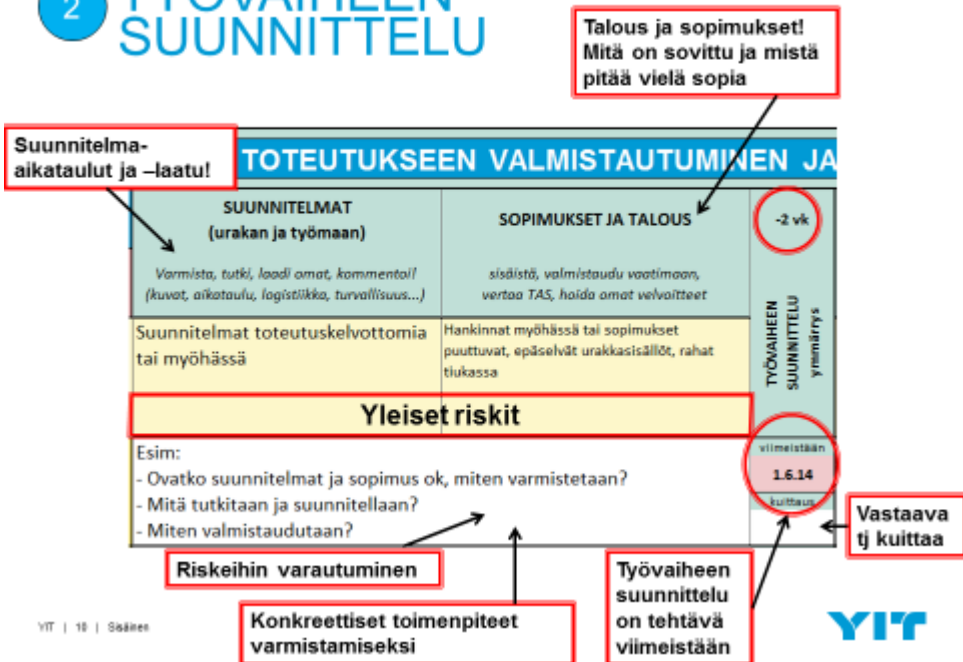 2
TYÖVAIHEEN
SUUNNITTELU
Talous ja sopimukset!
Mitä on sovittu ja mistä
pitää vielä sopia
Suunnitelma-
aikataulut ja –laatu!
TOTEUTUKSEEN VALMISTAUTUMINEN JA
SUUNNITELMAT
(urakan ja työmaan)
Varmista, tutki, laadi omat, kommentoi!
(kuvat, aikataulu, logistiikka, turvallisuus...)
SOPIMUKSET JA TALOUS
sisäistä, valmistaudu vaatimaan,
vertaa TAS, hoida omat velvoitteet
-2 vk
TYÖVAIHEEN
SUUNNITTELU
ymmärrys
Suunnitelmat toteutuskelvottomia
tai myöhässä
Hankinnat myöhässä tai sopimukset
puuttuvat, epäselvät urakkasisällöt, rahat
tiukassa
Yleiset riskit
Esim:
- Ovatko suunnitelmat ja sopimus ok, miten varmistetaan?
- Mitä tutkitaan ja suunnitellaan?
- Miten valmistaudutaan?
viimeistään
1.6.14
kuittaus
Vastaava
tj kuittaa
Riskeihin varautuminen
Konkreettiset toimenpiteet
varmistamiseksi
Työvaiheen
suunnittelu
on tehtävä
viimeistään
YIT | 10 | Sisäinen
YIT